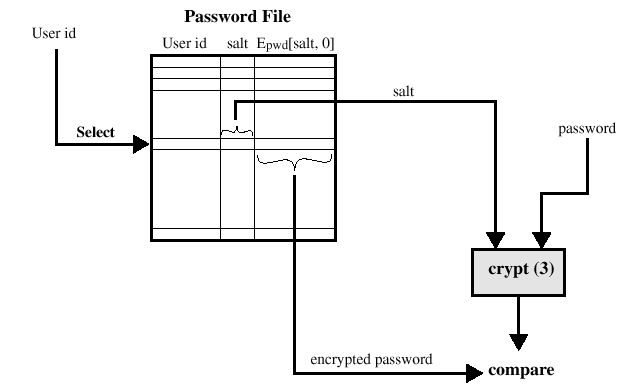 Password File
User id
User id salt Epwd[salt, 0]
salt
Select
password
crypt (3)
encrypted password
compare